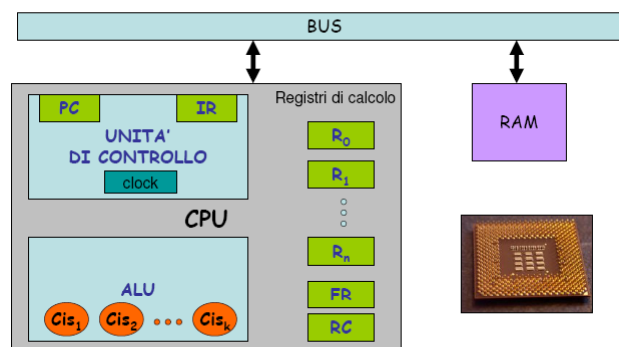 BUS
PC
IR
Registri di calcolo
UNITA'
DI CONTROLLO
clock
R0
R1
RAM
CPU
Rn
ALU
FR
Cis1
Cis2
Cisk
RC